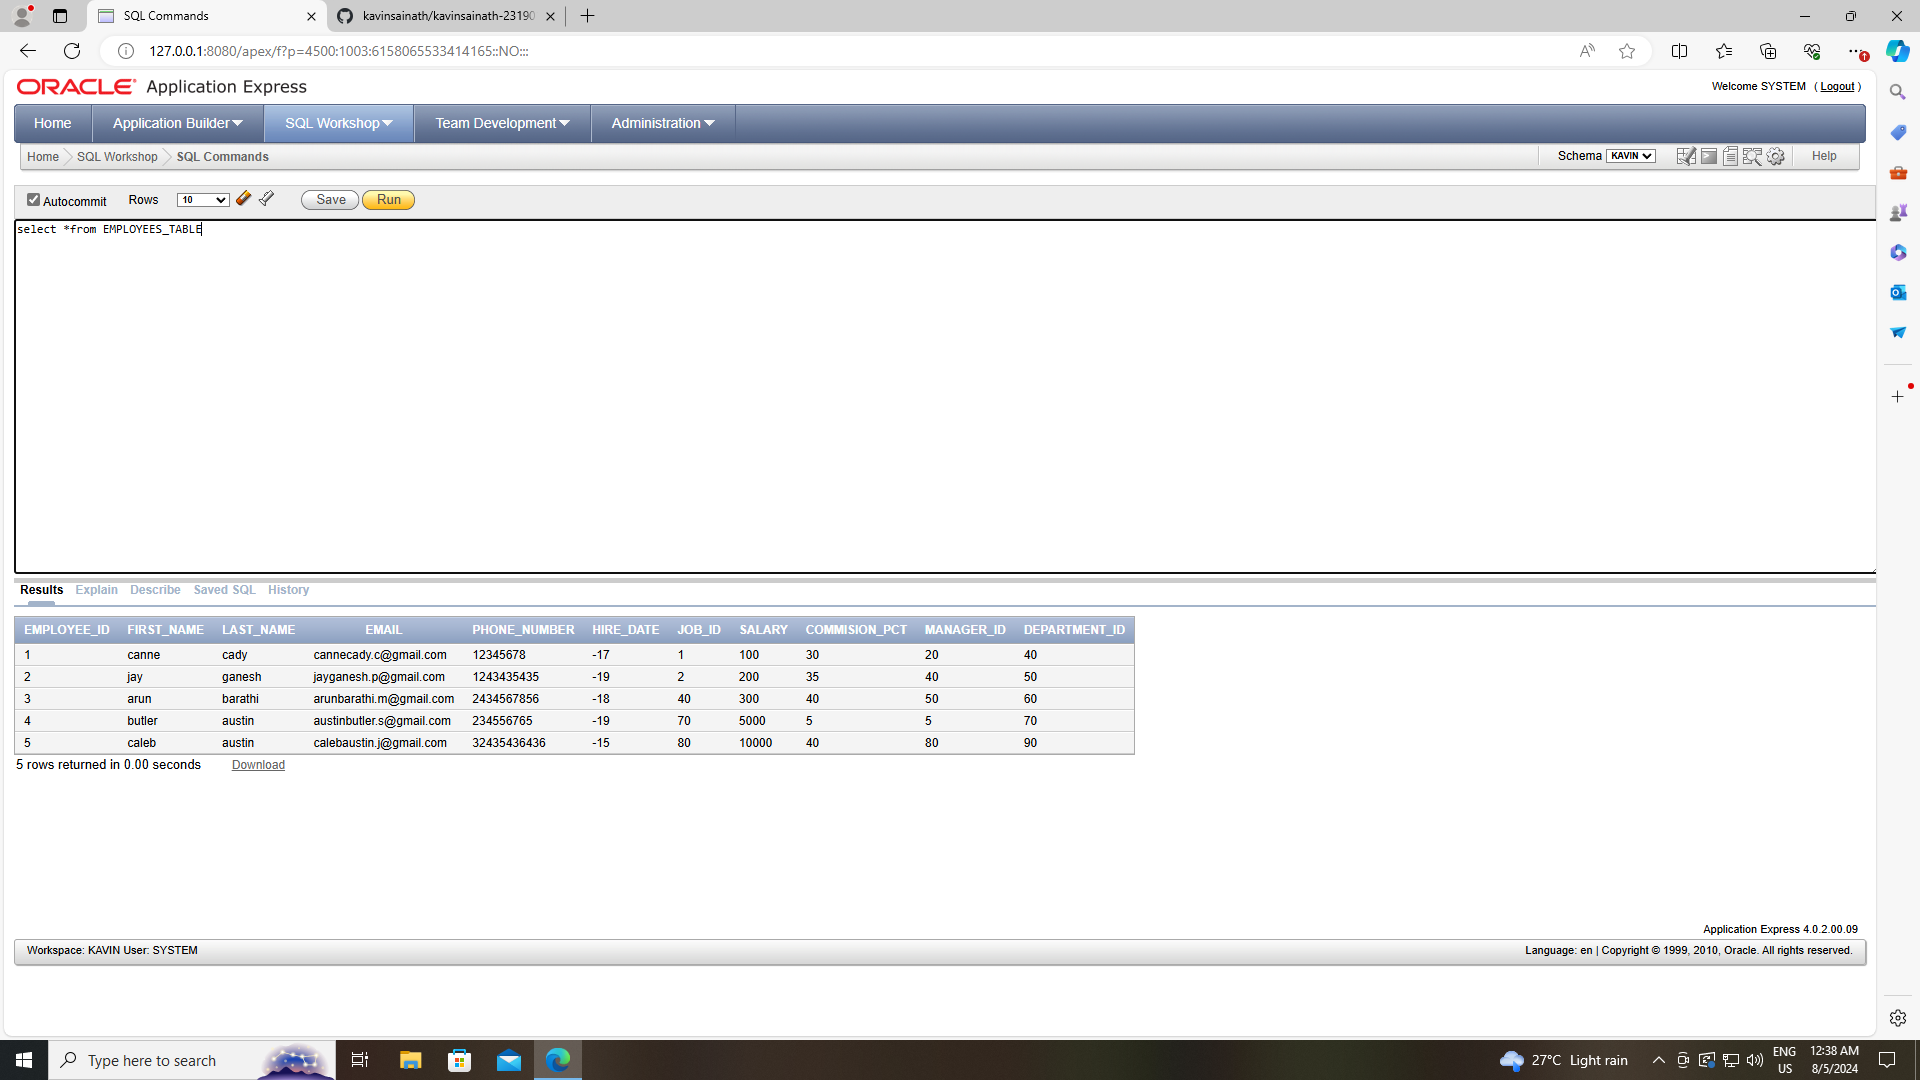 SQL Commands
kavinsainath/kavinsainath-23190
127.0.0.1:8080/apex/f?p=4500:1003:6158065533414165::NO:::
ORACLE Application Express
Welcome SYSTEM ( Logout )
Home Application Builder SQL Workshop Team Development Administration
Home SQL Workshop SQL Commands Schema KAVIN Help
Autocommit Rows 10 Save Run
select *from EMPLOYEES_TABLE
Results Explain Describe Saved SQL History
EMPLOYEE_ID FIRST_NAME LAST_NAME EMAIL PHONE_NUMBER HIRE_DATE JOB_ID SALARY COMMISION_PCT MANAGER_ID DEPARTMENT_ID
1 canne cady cannecady.c@gmail.com 12345678 -17 1 100 30 20 40
2 jay ganesh jayganesh.p@gmail.com 1243435435 -19 2 200 35 40 50
3 arun barathi arunbarathi.m@gmail.com 2434567856 -18 40 300 40 50 60
4 butler austin austinbutler.s@gmail.com 234556765 -19 70 5000 5 5 70
5 caleb austin calebaustin.j@gmail.com 32435436436 -15 80 10000 40 80 90
5 rows returned in 0.00 seconds Download
Application Express 4.0.2.00.09
Workspace: KAVIN User: SYSTEM Language: en | Copyright © 1999, 2010, Oracle. All rights reserved.
Type here to search
27°C Light rain
ENG
US
12:38 AM
8/5/2024